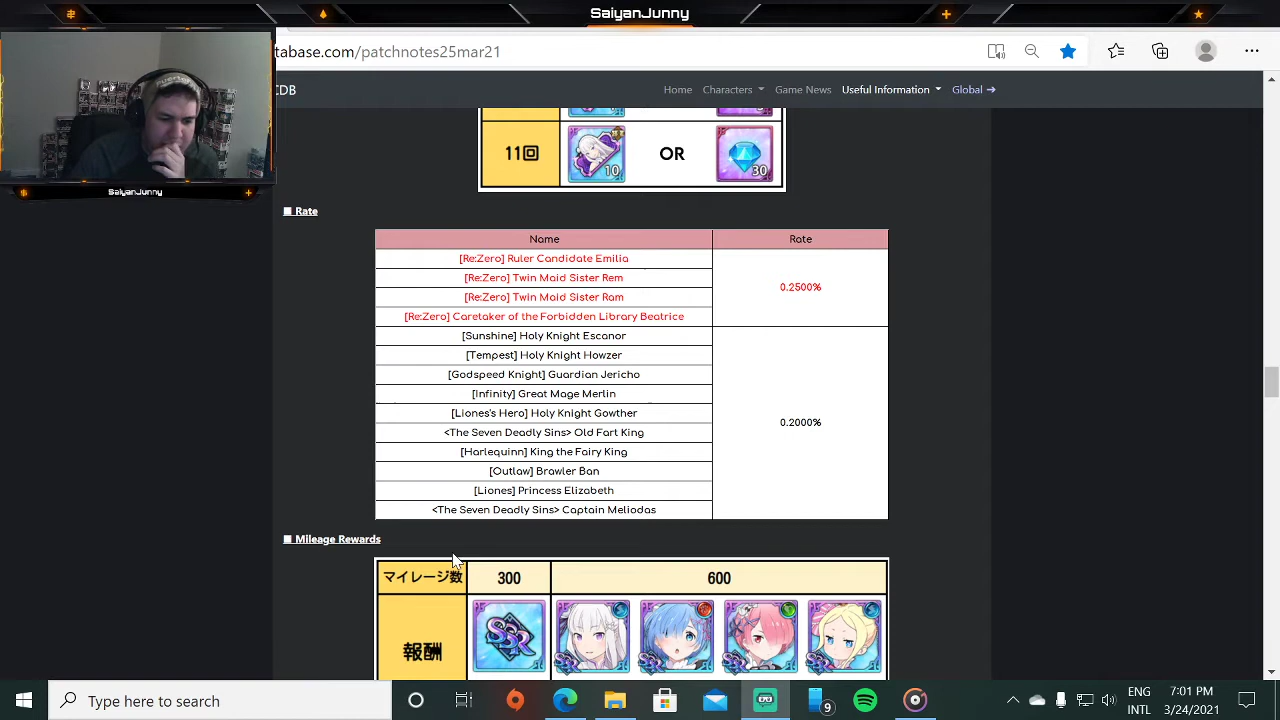 SaiyanJunny
tabase.com/patchnotes25mar21
CDB
Home Characters Game News Useful Information Global →
SaiyanJunny
11回 10 OR 30
■ Rate
Name Rate
[Re:Zero] Ruler Candidate Emilia
[Re:Zero] Twin Maid Sister Rem
0.2500%
[Re:Zero] Twin Maid Sister Ram
[Re:Zero] Caretaker of the Forbidden Library Beatrice
[Sunshine] Holy Knight Escanor
[Tempest] Holy Knight Howzer
[Godspeed Knight] Guardian Jericho
[Infinity] Great Mage Merlin
[Liones's Hero] Holy Knight Gowther
0.2000%
<The Seven Deadly Sins> Old Fart King
[Harlequinn] King the Fairy King
[Outlaw] Brawler Ban
[Liones] Princess Elizabeth
<The Seven Deadly Sins> Captain Meliodas
■ Mileage Rewards
マイレージ数 300 600
報酬 SSR
Type here to search
9
ENG
INTL
7:01 PM
3/24/2021